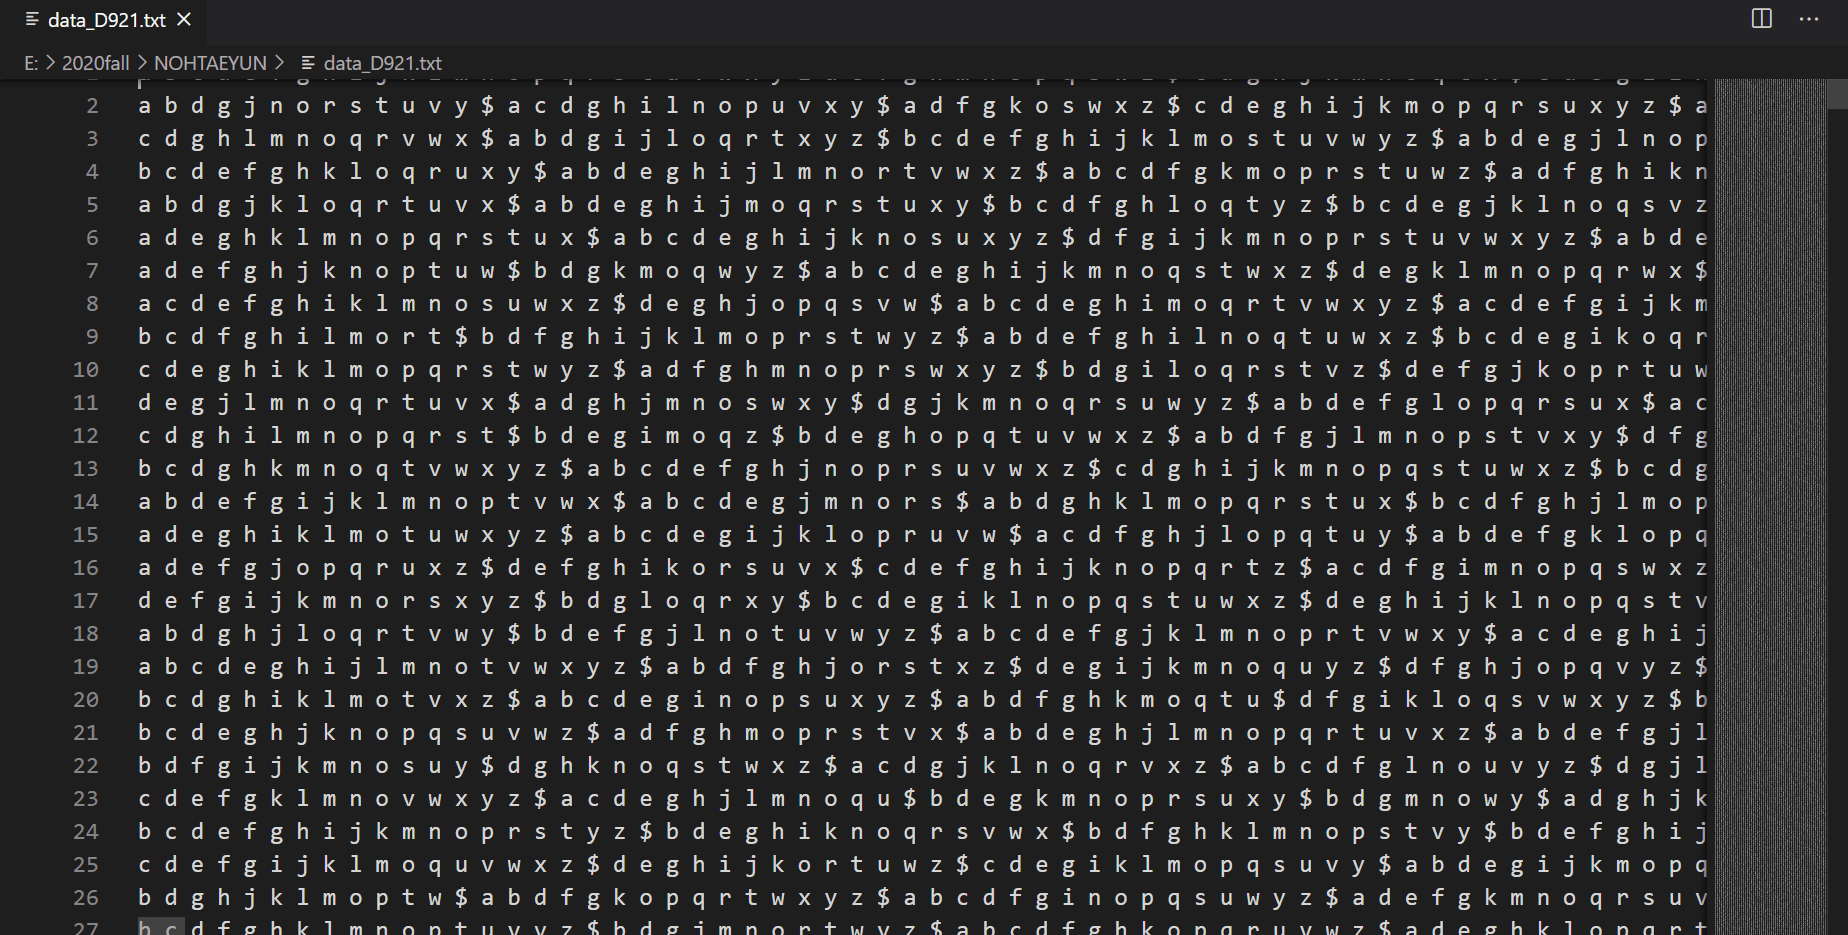 data_D921.txt ×
E: > 2020fall > NOHTAEYUN > data_D921.txt
2 a b d g j n o r s t u v y $ a c d g h i l n o p u v x y $ a d f g k o s w x z $ c d e g h i j k m o p q r s u x y z $ a
3 c d g h l m n o q r v w x $ a b d g i j l o q r t x y z $ b c d e f g h i j k l m o s t u v w y z $ a b d e g j l n o p
4 b c d e f g h k l o q r u x y $ a b d e g h i j l m n o r t v w x z $ a b c d f g k m o p r s t u w z $ a d f g h i k n
5 a b d g j k l o q r t u v x $ a b d e g h i j m o q r s t u x y $ b c d f g h l o q t y z $ b c d e g j k l n o q s v z
6 a d e g h k l m n o p q r s t u x $ a b c d e g h i j k n o s u x y z $ d f g i j k m n o p r s t u v w x y z $ a b d e
7 a d e f g h j k n o p t u w $ b d g k m o q w y z $ a b c d e g h i j k m n o q s t w x z $ d e g k l m n o p q r w x $
8 a c d e f g h i k l m n o s u w x z $ d e g h j o p q s v w $ a b c d e g h i m o q r t v w x y z $ a c d e f g i j k m
9 b c d f g h i l m o r t $ b d f g h i j k l m o p r s t w y z $ a b d e f g h i l n o q t u w x z $ b c d e g i k o q r
10 c d e g h i k l m o p q r s t w y z $ a d f g h m n o p r s w x y z $ b d g i l o q r s t v z $ d e f g j k o p r t u w
11 d e g j l m n o q r t u v x $ a d g h j m n o s w x y $ d g j k m n o q r s u w y z $ a b d e f g l o p q r s u x $ a c
12 c d g h i l m n o p q r s t $ b d e g i m o q z $ b d e g h o p q t u v w x z $ a b d f g j l m n o p s t v x y $ d f g
13 b c d g h k m n o q t v w x y z $ a b c d e f g h j n o p r s u v w x z $ c d g h i j k m n o p q s t u w x z $ b c d g
14 a b d e f g i j k l m n o p t v w x $ a b c d e g j m n o r s $ a b d g h k l m o p q r s t u x $ b c d f g h j l m o p
15 a d e g h i k l m o t u w x y z $ a b c d e g i j k l o p r u v w $ a c d f g h j l o p q t u y $ a b d e f g k l o p q
16 a d e f g j o p q r u x z $ d e f g h i k o r s u v x $ c d e f g h i j k n o p q r t z $ a c d f g i m n o p q s w x z
17 d e f g i j k m n o r s x y z $ b d g l o q r x y $ b c d e g i k l n o p q s t u w x z $ d e g h i j k l n o p q s t v
18 a b d g h j l o q r t v w y $ b d e f g j l n o t u v w y z $ a b c d e f g j k l m n o p r t v w x y $ a c d e g h i j
19 a b c d e g h i j l m n o t v w x y z $ a b d f g h j o r s t x z $ d e g i j k m n o q u y z $ d f g h j o p q v y z $
20 b c d g h i k l m o t v x z $ a b c d e g i n o p s u x y z $ a b d f g h k m o q t u $ d f g i k l o q s v w x y z $ b
21 b c d e g h j k n o p q s u v w z $ a d f g h m o p r s t v x $ a b d e g h j l m n o p q r t u v x z $ a b d e f g j l
22 b d f g i j k m n o s u y $ d g h k n o q s t w x z $ a c d g j k l n o q r v x z $ a b c d f g l n o u v y z $ d g j l
23 c d e f g k l m n o v w x y z $ a c d e g h j l m n o q u $ b d e g k m n o p r s u x y $ b d g m n o w y $ a d g h j k
24 b c d e f g h i j k m n o p r s t y z $ b d e g h i k n o q r s v w x $ b d f g h k l m n o p s t v y $ b d e f g h i j
25 c d e f g i j k l m o q u v w x z $ d e g h i j k o r t u w z $ c d e g i k l m o p q s u v y $ a b d e g i j k m o p q
26 b d g h j k l m o p t w $ a b d f g k o p q r t w x y z $ a b c d f g i n o p q s u w y z $ a d e f g k m n o q r s u v